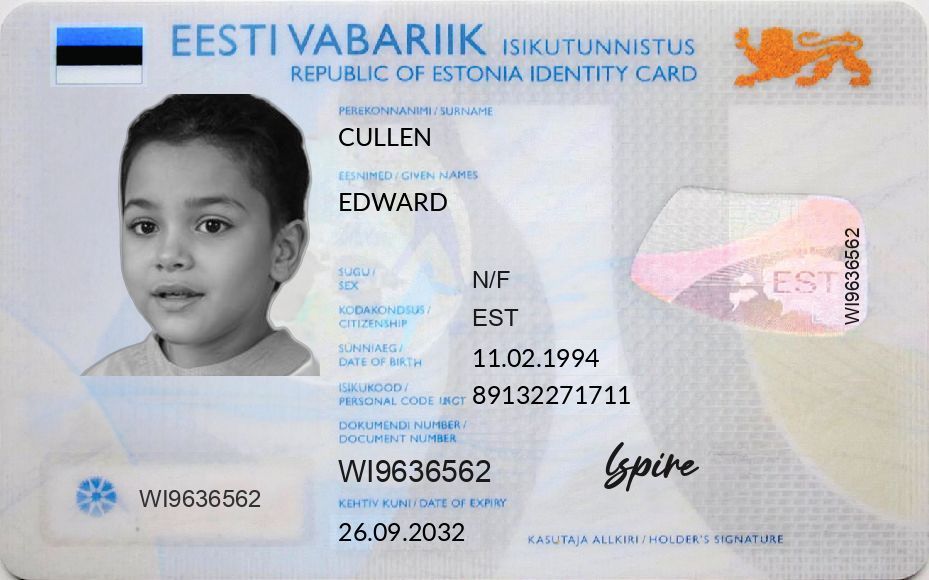 EESTI VABARIIK ISIKUTUNNISTUS
REPUBLIC OF ESTONIA IDENTITY CARD
PEREKONNANIMI / SURNAME
CULLEN
EESNIMED / GIVEN NAMES
EDWARD
SUGU /
SEX
N/F
KODAKONDSUS /
CITIZENSHIP
EST
SÜNNIAEG /
DATE OF BIRTH
11.02.1994
ISIKUKOOD /
PERSONAL CODE
89132271711
DOKUMENDI NUMBER /
DOCUMENT NUMBER
WI9636562
KEHTIV KUNI / DATE OF EXPIRY
26.09.2032
WI9636562
EST
WI9636562
Ispire
KASUTAJA ALLKIRI / HOLDER'S SIGNATURE